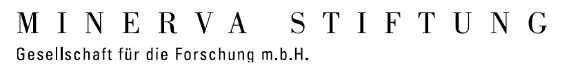 MINERVA STIFTUNG
Gesellschaft für die Forschung m.b.H.